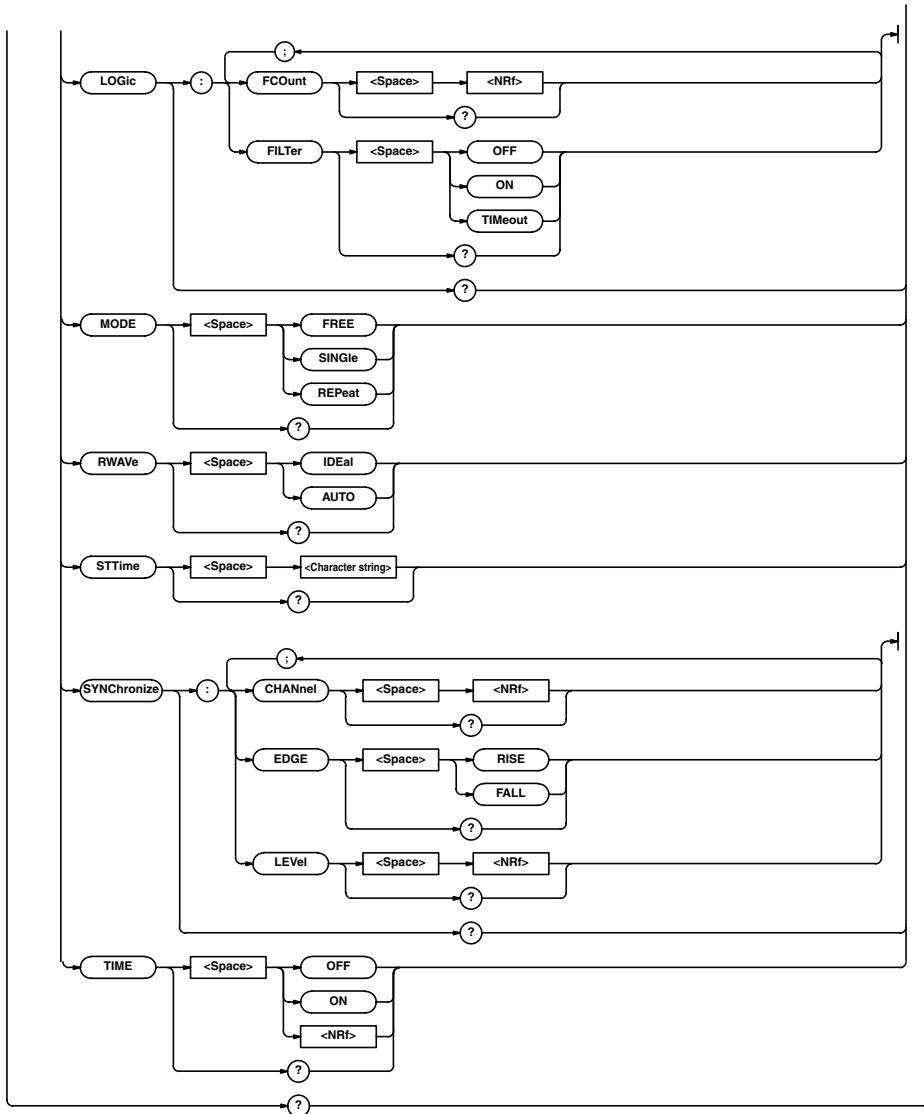 ;
LOGic : FCOunt <Space> <NRf>
?
FILTer <Space> OFF
ON
TIMeout
?
?
MODE <Space> FREE
SINGle
REPeat
?
RWAVe <Space> IDEal
AUTO
?
STTime <Space> <Character string>
?
;
SYNChronize : CHANnel <Space> <NRf>
?
EDGE <Space> RISE
FALL
?
LEVel <Space> <NRf>
?
?
TIME <Space> OFF
ON
<NRf>
?
?